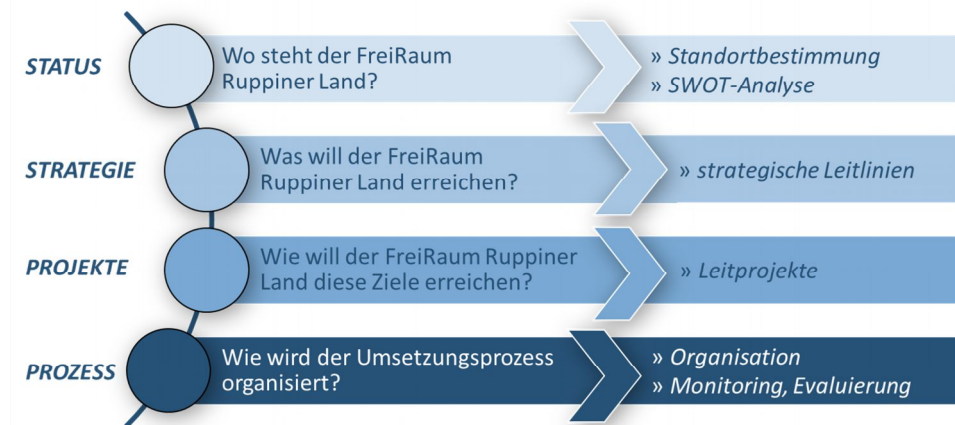 STATUS
Wo steht der FreiRaum
Ruppiner Land?
» Standortbestimmung
» SWOT-Analyse
STRATEGIE
Was will der FreiRaum
Ruppiner Land erreichen?
» strategische Leitlinien
PROJEKTE
Wie will der FreiRaum Ruppiner
Land diese Ziele erreichen?
» Leitprojekte
PROZESS
Wie wird der Umsetzungsprozess
organisiert?
» Organisation
» Monitoring, Evaluierung